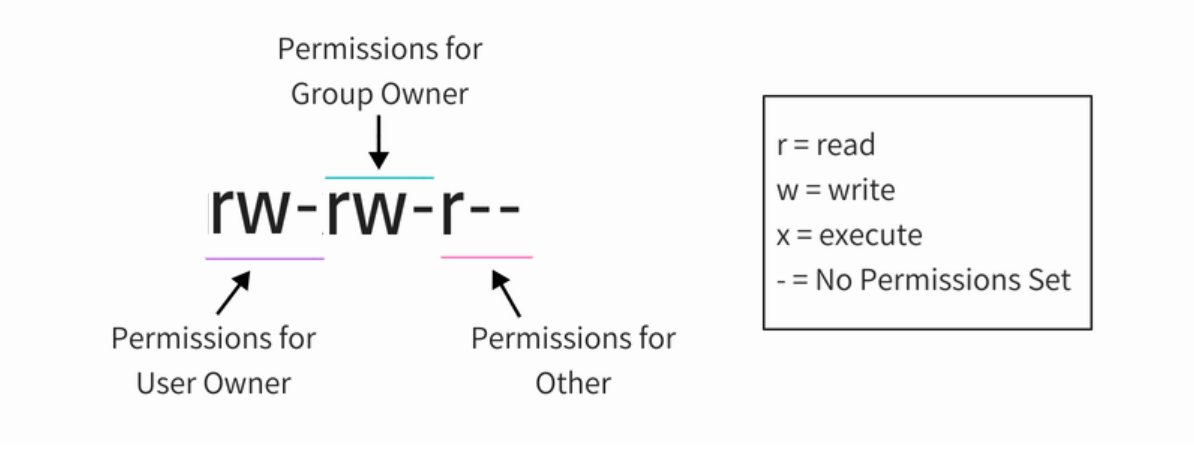 Permissions for
Group Owner
rw-rw-r--
Permissions for
User Owner
Permissions for
Other
r = read
w = write
x = execute
- = No Permissions Set